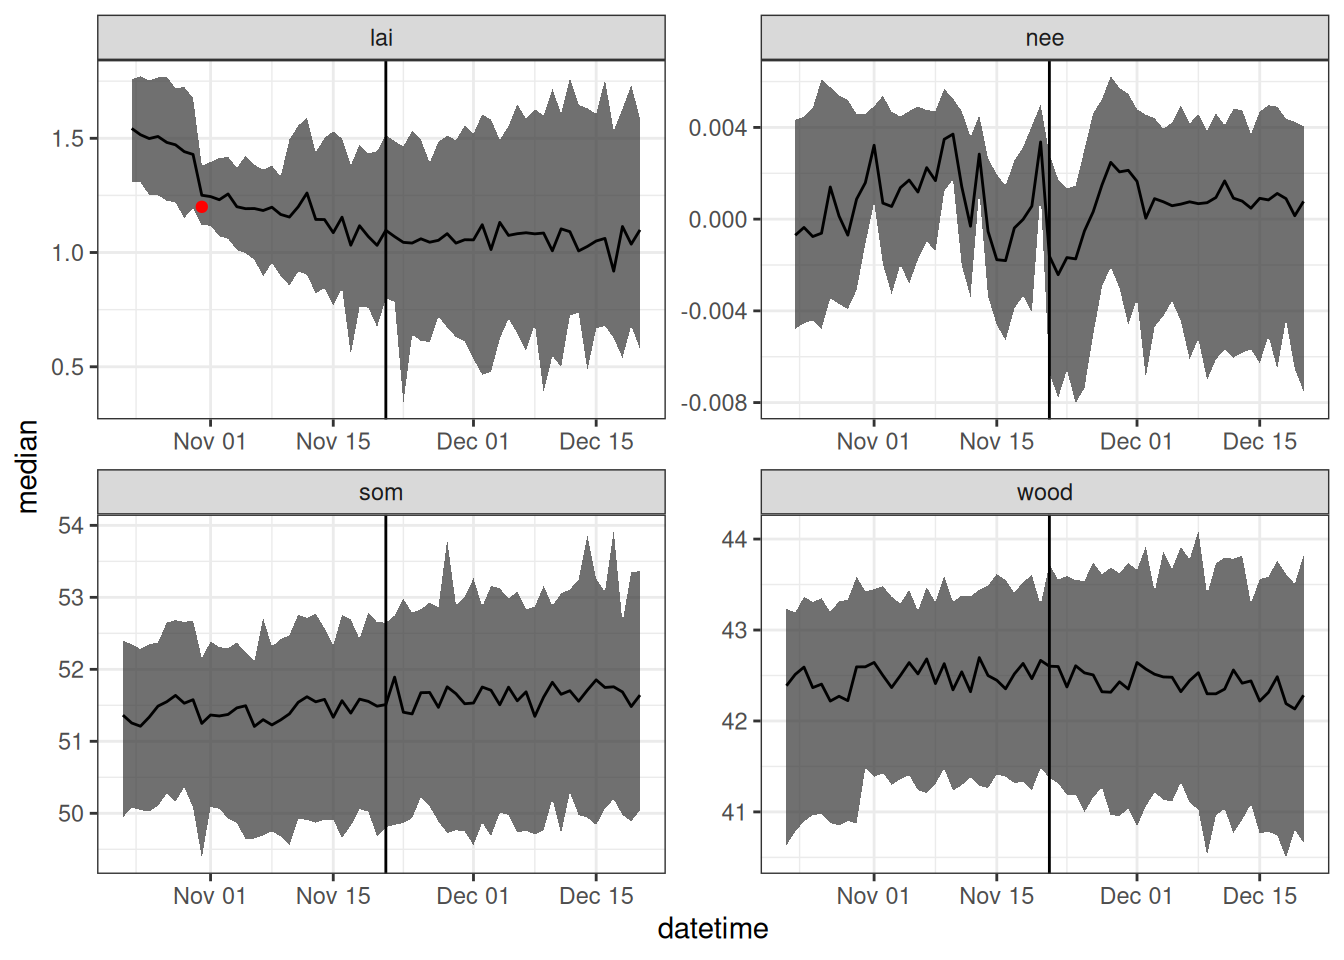 lai
nee
1.5
1.0
0.5
0.004
0.000
-0.004
-0.008
Nov 01 Nov 15 Dec 01 Dec 15
Nov 01 Nov 15 Dec 01 Dec 15
median
som
wood
54
53
52
51
50
44
43
42
41
Nov 01 Nov 15 Dec 01 Dec 15
Nov 01 Nov 15 Dec 01 Dec 15
datetime